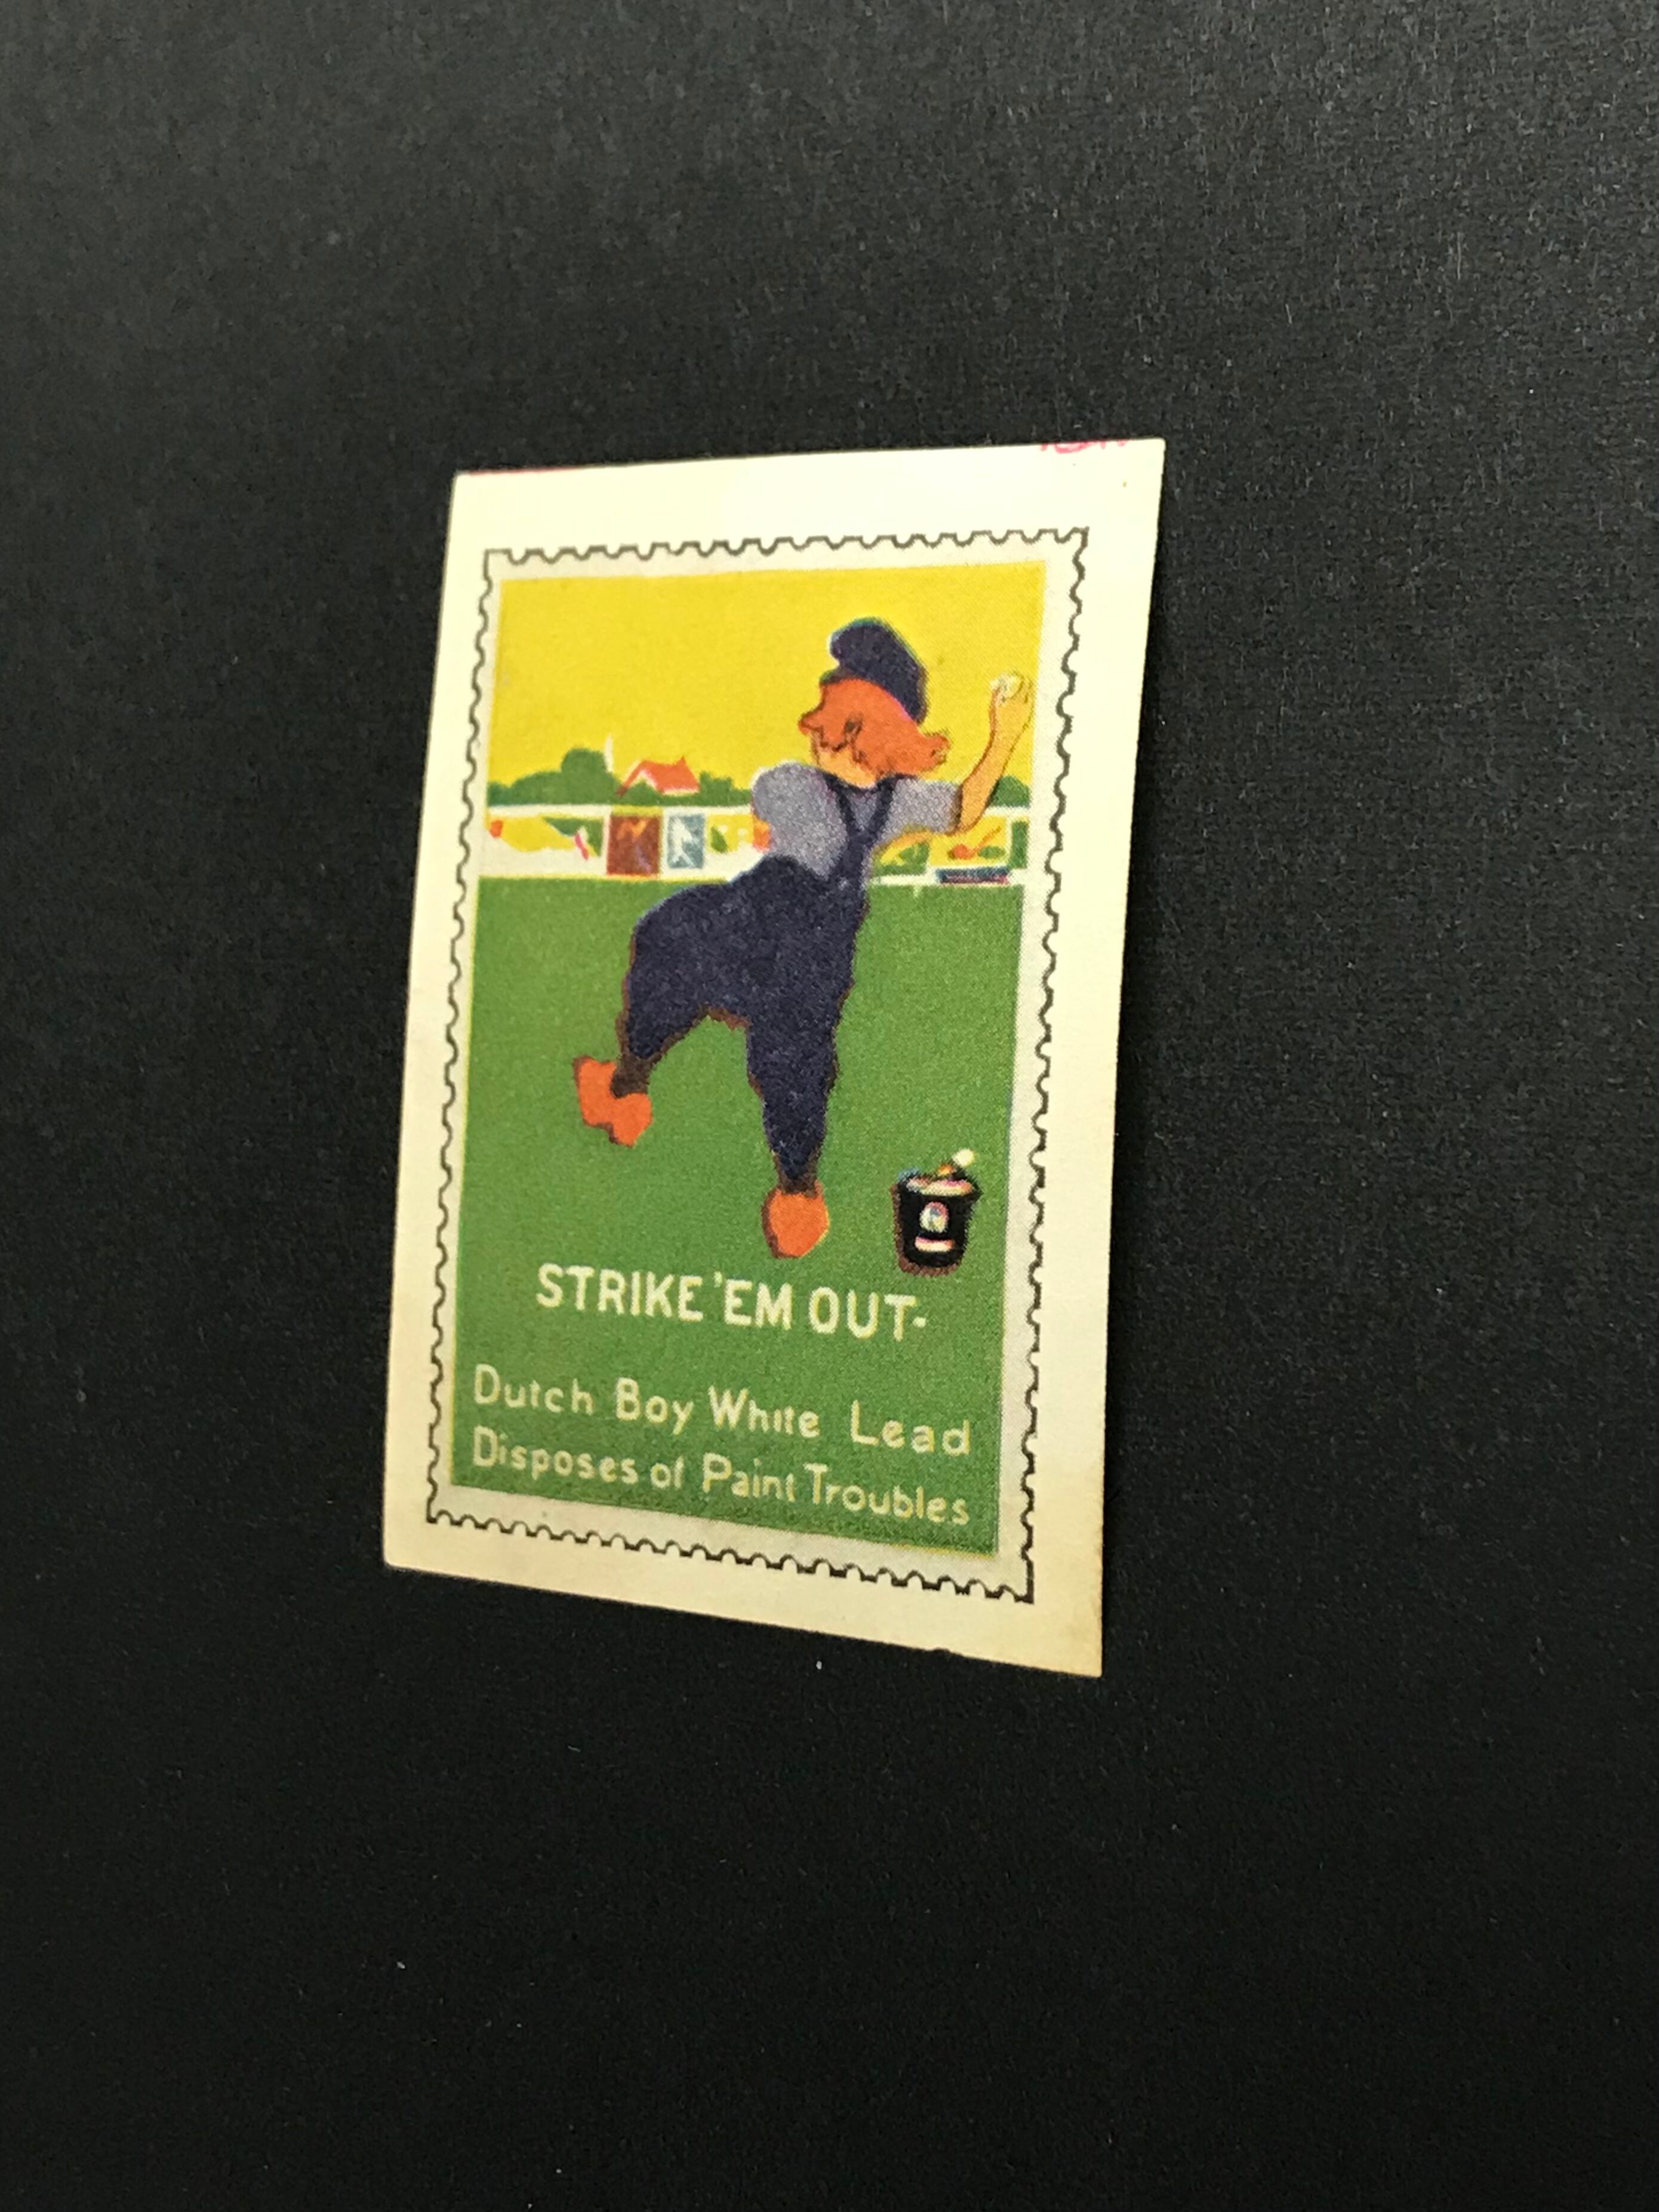 STRIKE 'EM OUT-
Dutch Boy White Lead
Disposes of Paint Troubles